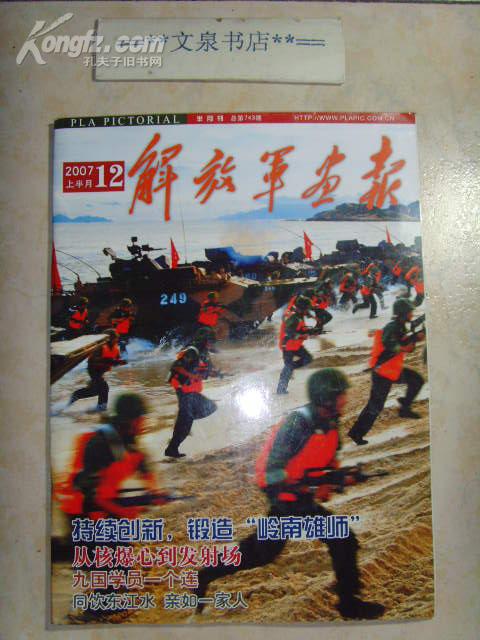 Kongfz.com
孔夫子旧书网
==**文泉书店**==
PLA PICTORIAL 半月刊 总第743期 HTTP://WWW.PLAPIC.COM.CN
2007 12
上半月
解放军画报
249
持续创新，锻造“岭南雄师”
从核爆心到发射场
九国学员一个连
同饮东江水 亲如一家人